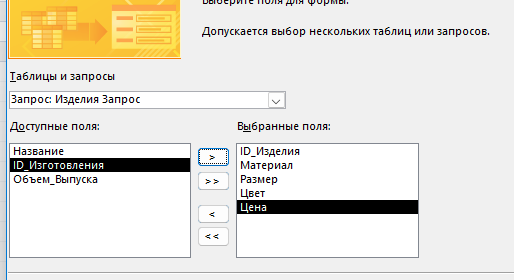 Выберите поля для формы.
Допускается выбор нескольких таблиц или запросов.
Таблицы и запросы
Запрос: Изделия Запрос
Доступные поля:
Выбранные поля:
Название
ID_Изготовления
Объем_Выпуска
>
>>
<
<<
ID_Изделия
Материал
Размер
Цвет
Цена